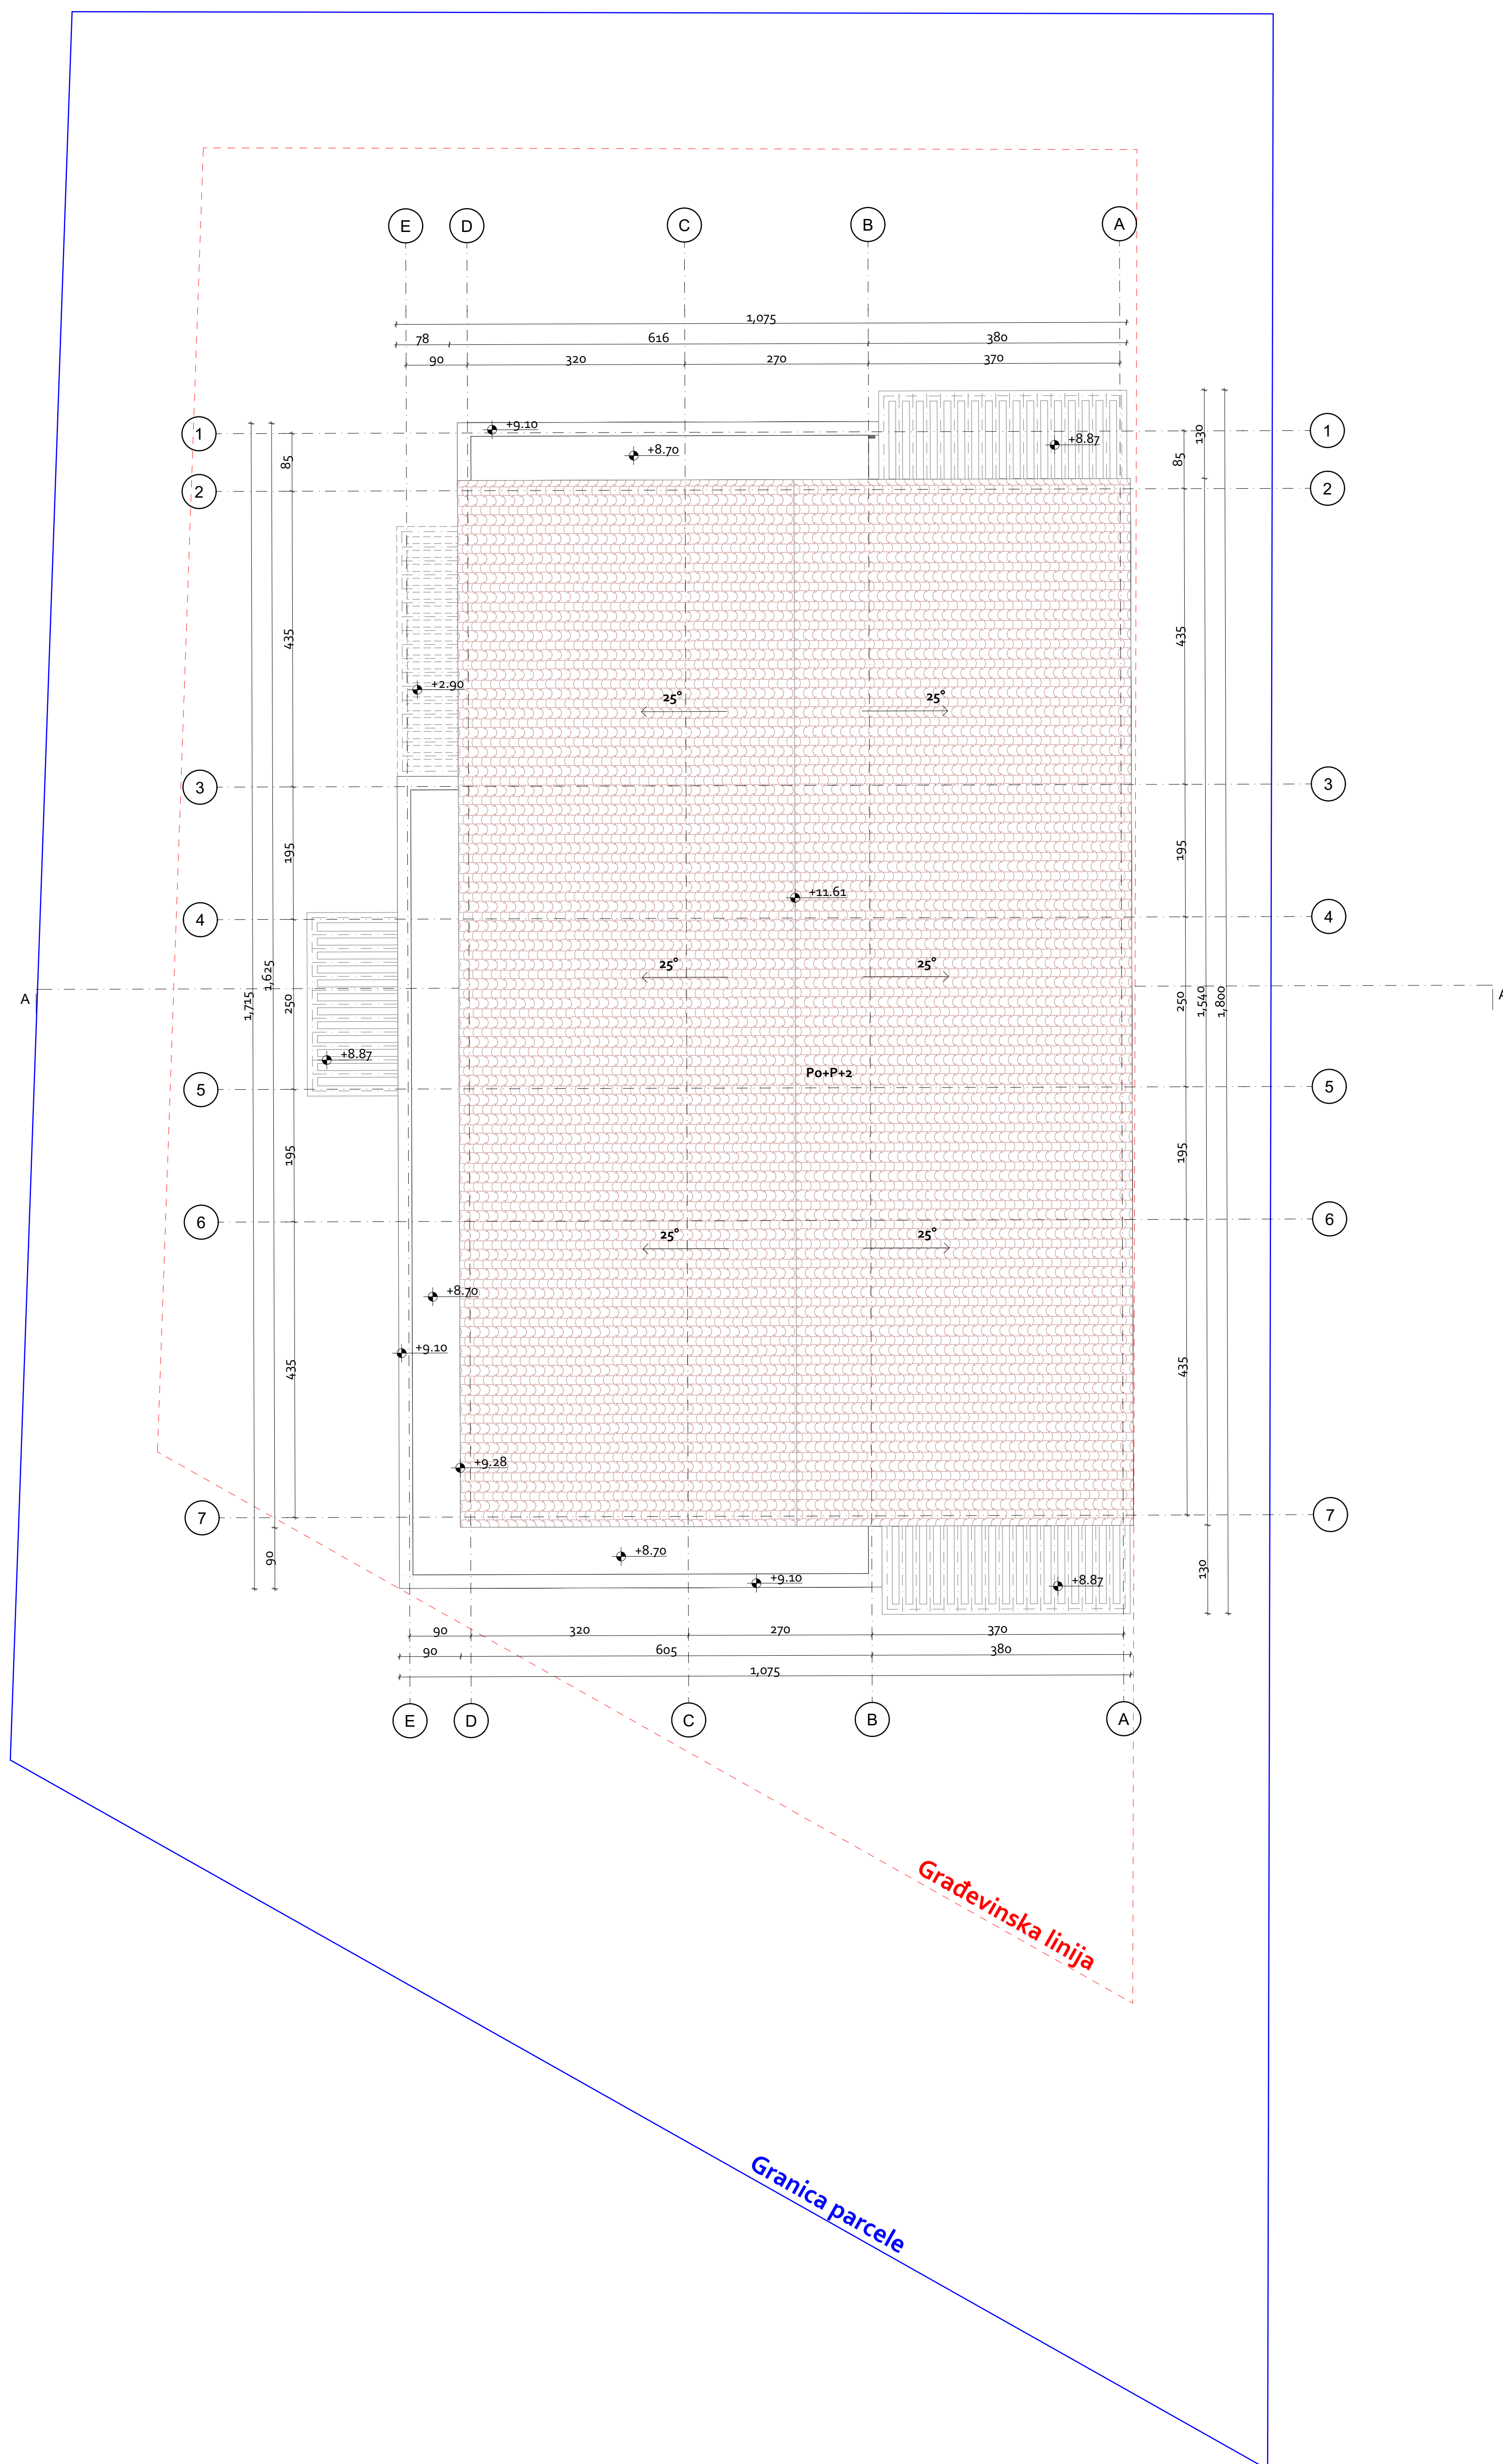 E D C B A
1,075
78 616 380
90 320 270 370
1 +9.10 +8.87 1
+8.70
85 130 85
2 2
435 435
+2.90 25° 25°
3 3
195 195
+11.61
4 4
1,715 1,625 250 250 1,540 1,800
A 25° 25° A
+8.87
Po+P+2
5 5
195 195
6 6
25° 25°
+8.70
+9.10
435 435
+9.28
7 7
90 +8.70 130
+9.10 +8.87
90 320 270 370
90 605 380
1,075
E D C B A
Građevinska linija
Granica parcele